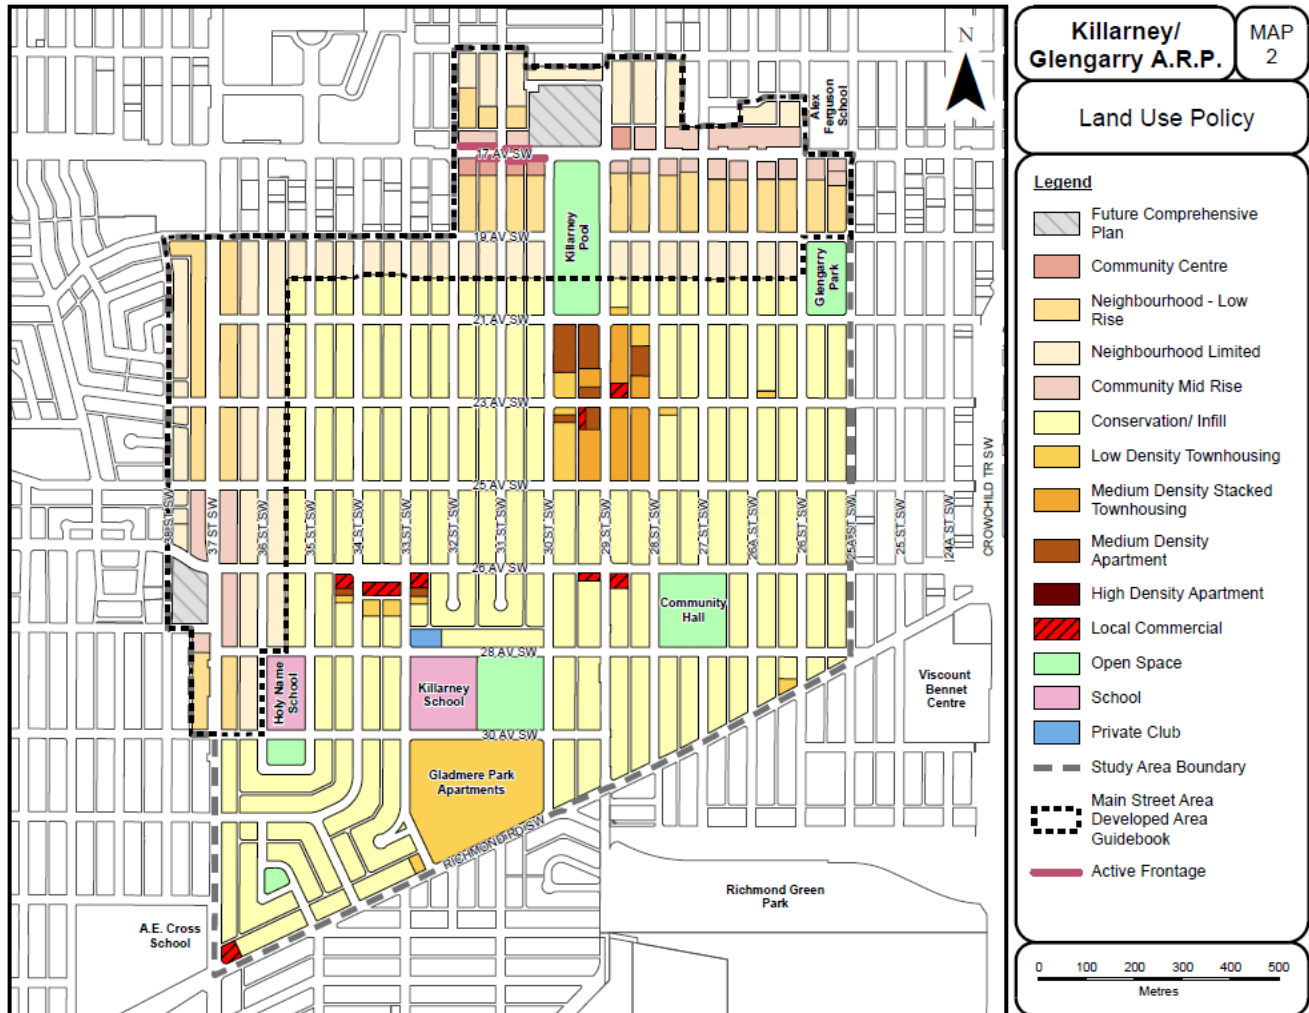 Killarney/
Glengarry A.R.P.
MAP
2
Land Use Policy
Legend
Future Comprehensive
Plan
Community Centre
Neighbourhood - Low
Rise
Neighbourhood Limited
Community Mid Rise
Conservation/ Infill
Low Density Townhousing
Medium Density Stacked
Townhousing
Medium Density
Apartment
High Density Apartment
Local Commercial
Open Space
School
Private Club
Study Area Boundary
Main Street Area
Developed Area
Guidebook
Active Frontage
0 100 200 300 400 500
Metres
N
Alex
Ferguson
School
17 AV SW
19 AV SW
Killarney
Pool
Glengarry
Park
21 AV SW
23 AV SW
25 AV SW
38 ST SW
37 ST SW
36 ST SW
35 ST SW
34 ST SW
33 ST SW
32 ST SW
31 ST SW
30 ST SW
29 ST SW
28 ST SW
27 ST SW
26A ST SW
26 ST SW
25A ST SW
25 ST SW
24A ST SW
CROWCHILD TR SW
26 AV SW
Community
Hall
28 AV SW
Holy Name
School
Killarney
School
Viscount
Bennet
Centre
30 AV SW
Gladmere Park
Apartments
RICHMOND RD SW
Richmond Green
Park
A.E. Cross
School